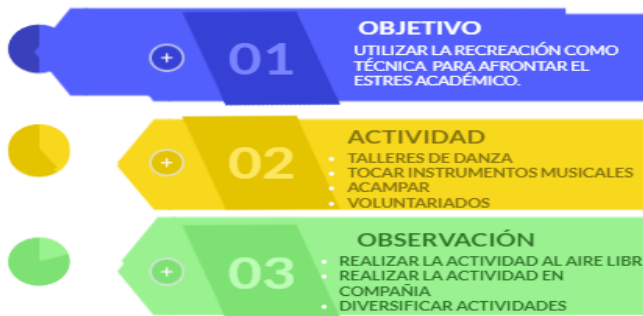 01
OBJETIVO
UTILIZAR LA RECREACIÓN COMO
TÉCNICA PARA AFRONTAR EL
ESTRES ACADÉMICO.
02
ACTIVIDAD
• TALLERES DE DANZA
• TOCAR INSTRUMENTOS MUSICALES
• ACAMPAR
• VOLUNTARIADOS
03
OBSERVACIÓN
• REALIZAR LA ACTIVIDAD AL AIRE LIBR
• REALIZAR LA ACTIVIDAD EN
COMPAÑIA
• DIVERSIFICAR ACTIVIDADES